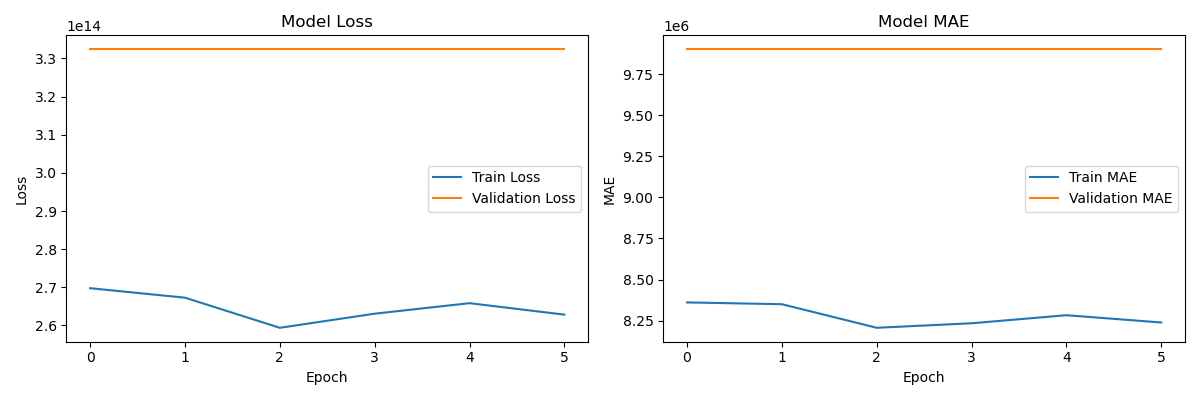 Model Loss
1e14
3.3
3.2
3.1
3.0
2.9
2.8
2.7
2.6
Loss
Train Loss
Validation Loss
0 1 2 3 4 5
Epoch
Model MAE
1e6
9.75
9.50
9.25
9.00
8.75
8.50
8.25
MAE
Train MAE
Validation MAE
0 1 2 3 4 5
Epoch